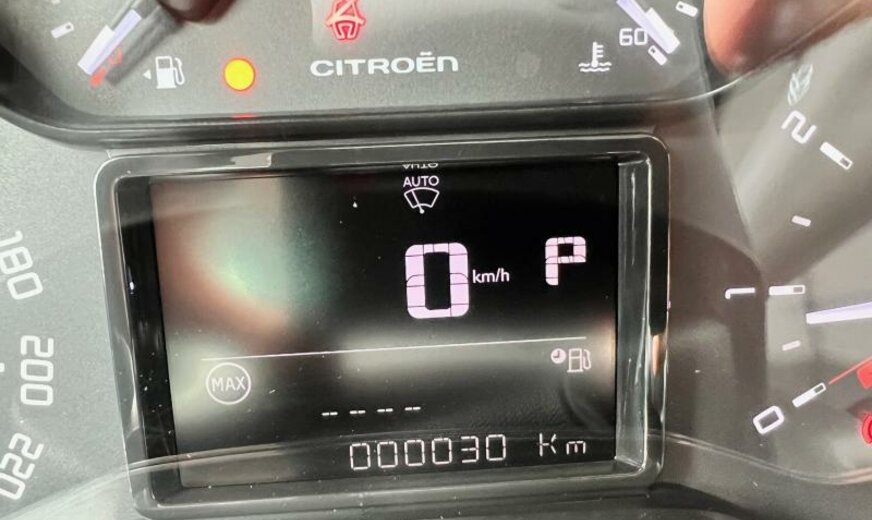 CITROËN
60
AUTO
0 km/h P
MAX
-- -- -- --
000030 Km
180
200
220
2
1
0